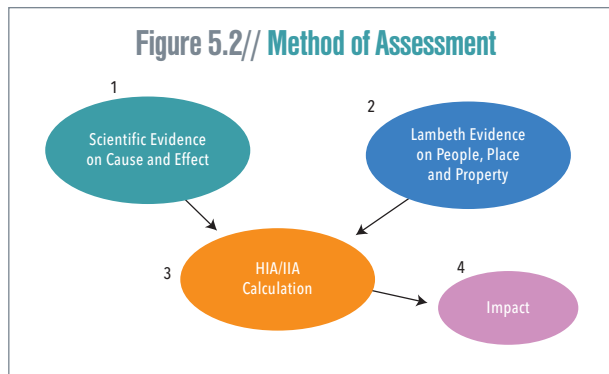 Figure 5.2// Method of Assessment
1
Scientific Evidence
on Cause and Effect
2
Lambeth Evidence
on People, Place
and Property
3
HIA/IIA
Calculation
4
Impact